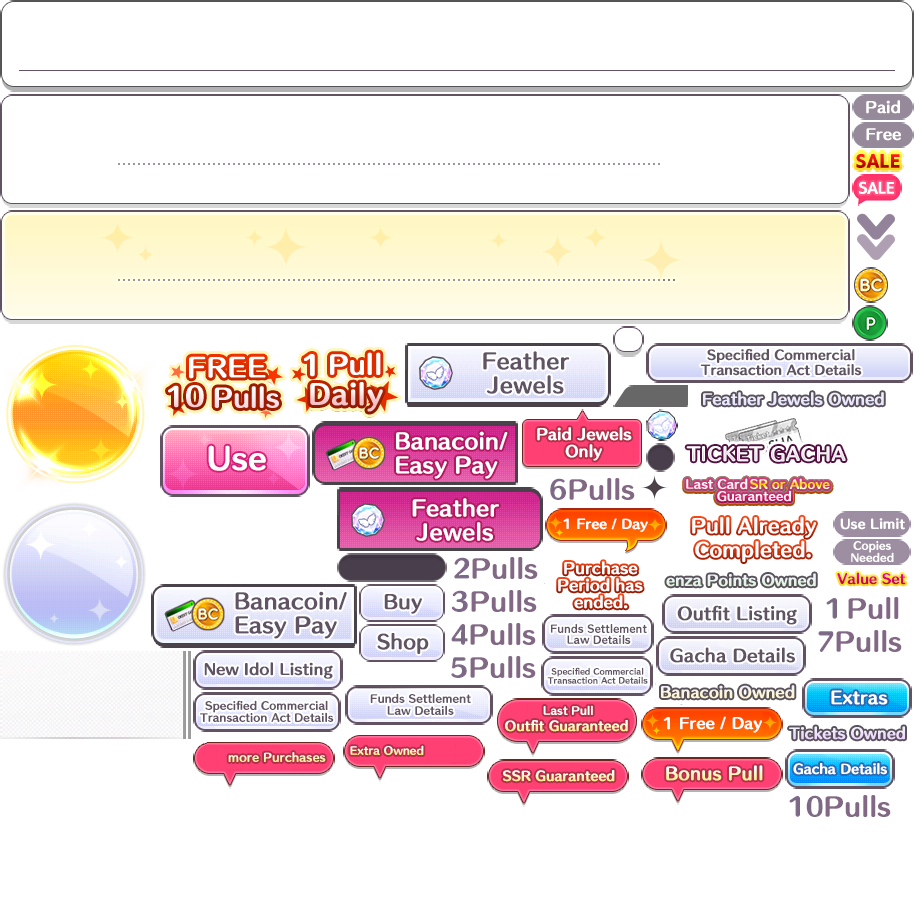 Paid
Free
SALE
SALE
BC
P
FREE
10 Pulls
1 Pull
Daily
Feather
Jewels
Specified Commercial
Transaction Act Details
Feather Jewels Owned
Use
BC
Banacoin/
Easy Pay
Paid Jewels
Only
TICKET GACHA
6Pulls
Last Card SR or Above
Guaranteed
Feather
Jewels
1 Free / Day
Pull Already
Completed.
Use Limit
Copies
Needed
2Pulls
Purchase
Period has
ended.
enza Points Owned
Value Set
BC
Banacoin/
Easy Pay
Buy
3Pulls
Outfit Listing
1 Pull
Shop
4Pulls
Funds Settlement
Law Details
Gacha Details
7Pulls
New Idol Listing
5Pulls
Specified Commercial
Transaction Act Details
Banacoin Owned
Extras
Specified Commercial
Transaction Act Details
Funds Settlement
Law Details
Last Pull
Outfit Guaranteed
1 Free / Day
Tickets Owned
more Purchases
Extra Owned
SSR Guaranteed
Bonus Pull
Gacha Details
10Pulls